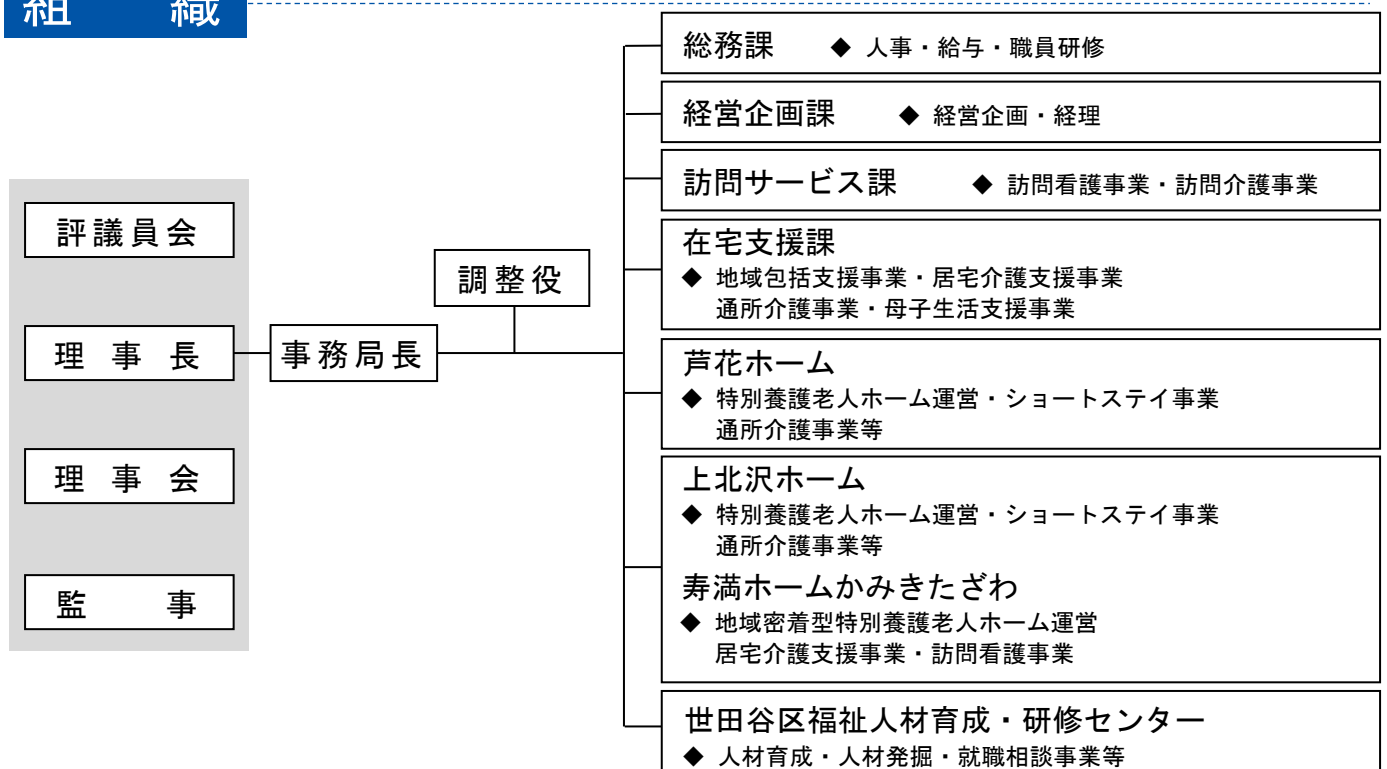 組 織
評議員会
理事長
理事会
監事
事務局長
調整役
総務課 ◆ 人事・給与・職員研修
経営企画課 ◆ 経営企画・経理
訪問サービス課 ◆ 訪問看護事業・訪問介護事業
在宅支援課
◆ 地域包括支援事業・居宅介護支援事業
通所介護事業・母子生活支援事業
芦花ホーム
◆ 特別養護老人ホーム運営・ショートステイ事業
通所介護事業等
上北沢ホーム
◆ 特別養護老人ホーム運営・ショートステイ事業
通所介護事業等
寿満ホームかみきたざわ
◆ 地域密着型特別養護老人ホーム運営
居宅介護支援事業・訪問看護事業
世田谷区福祉人材育成・研修センター
◆ 人材育成・人材発掘・就職相談事業等